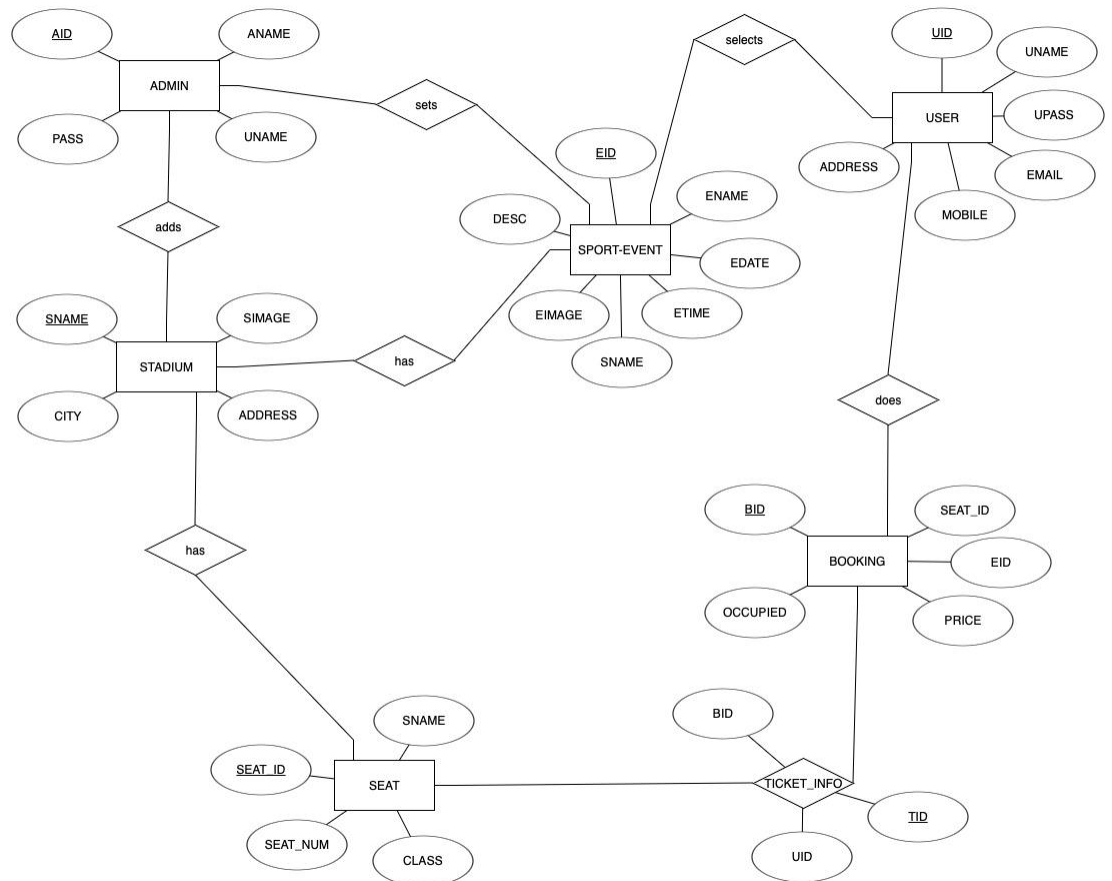 AID
ANAME
selects
UID
UNAME
ADMIN
sets
USER
UPASS
PASS
UNAME
EID
ADDRESS
EMAIL
DESC
ENAME
MOBILE
adds
SPORT-EVENT
EDATE
SNAME
SIMAGE
EIMAGE
ETIME
STADIUM
has
SNAME
CITY
ADDRESS
does
BID
SEAT_ID
has
BOOKING
EID
OCCUPIED
PRICE
SNAME
BID
SEAT_ID
SEAT
TICKET_INFO
TID
SEAT_NUM
CLASS
UID